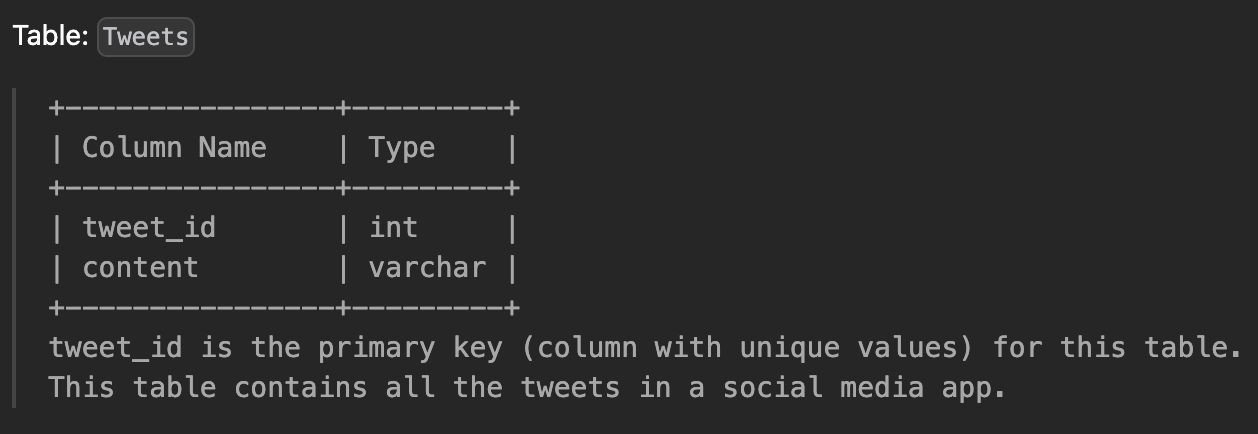 Table: Tweets
+----------------+---------+
| Column Name    | Type    |
+----------------+---------+
| tweet_id       | int     |
| content        | varchar |
+----------------+---------+
tweet_id is the primary key (column with unique values) for this table.
This table contains all the tweets in a social media app.